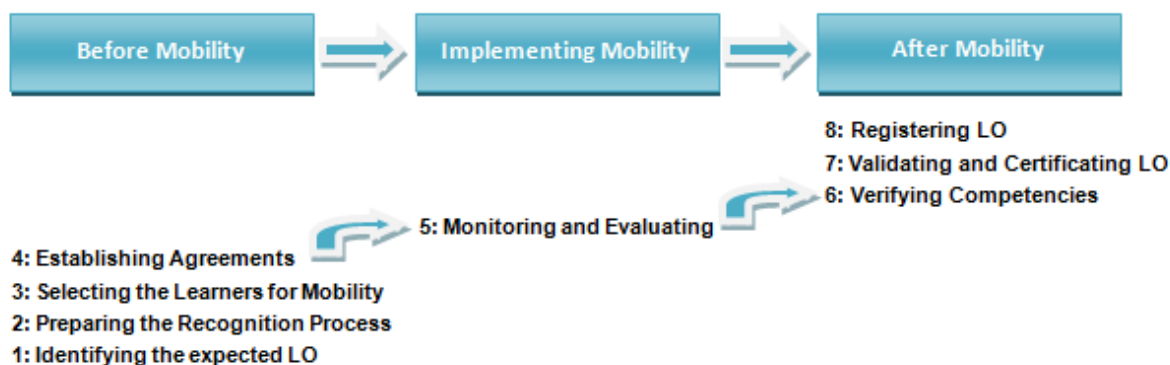 Before Mobility
Implementing Mobility
After Mobility
8: Registering LO
7: Validating and Certificating LO
6: Verifying Competencies
5: Monitoring and Evaluating
4: Establishing Agreements
3: Selecting the Learners for Mobility
2: Preparing the Recognition Process
1: Identifying the expected LO